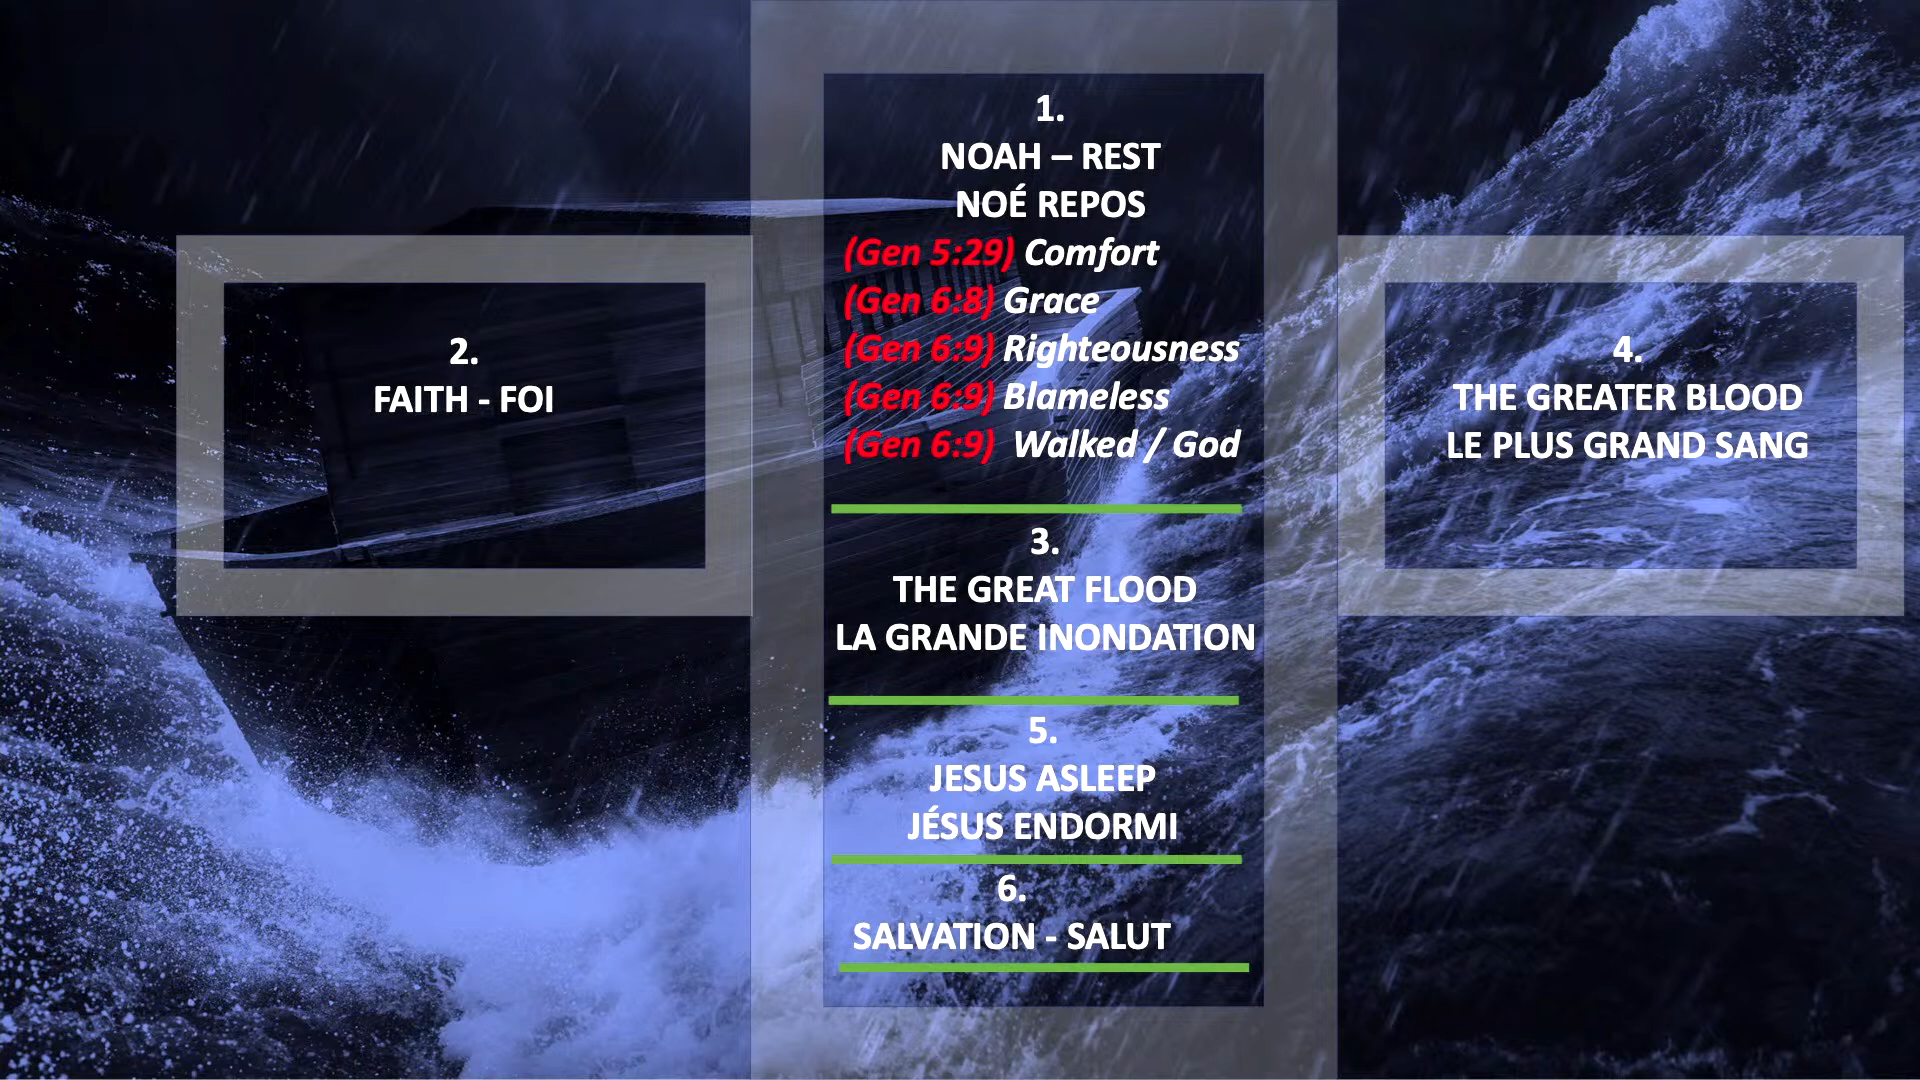 1.
NOAH – REST
NOÉ REPOS
(Gen 5:29) Comfort
(Gen 6:8) Grace
(Gen 6:9) Righteousness
(Gen 6:9) Blameless
(Gen 6:9) Walked / God
2.
FAITH - FOI
3.
THE GREAT FLOOD
LA GRANDE INONDATION
4.
THE GREATER BLOOD
LE PLUS GRAND SANG
5.
JESUS ASLEEP
JÉSUS ENDORMI
6.
SALVATION - SALUT